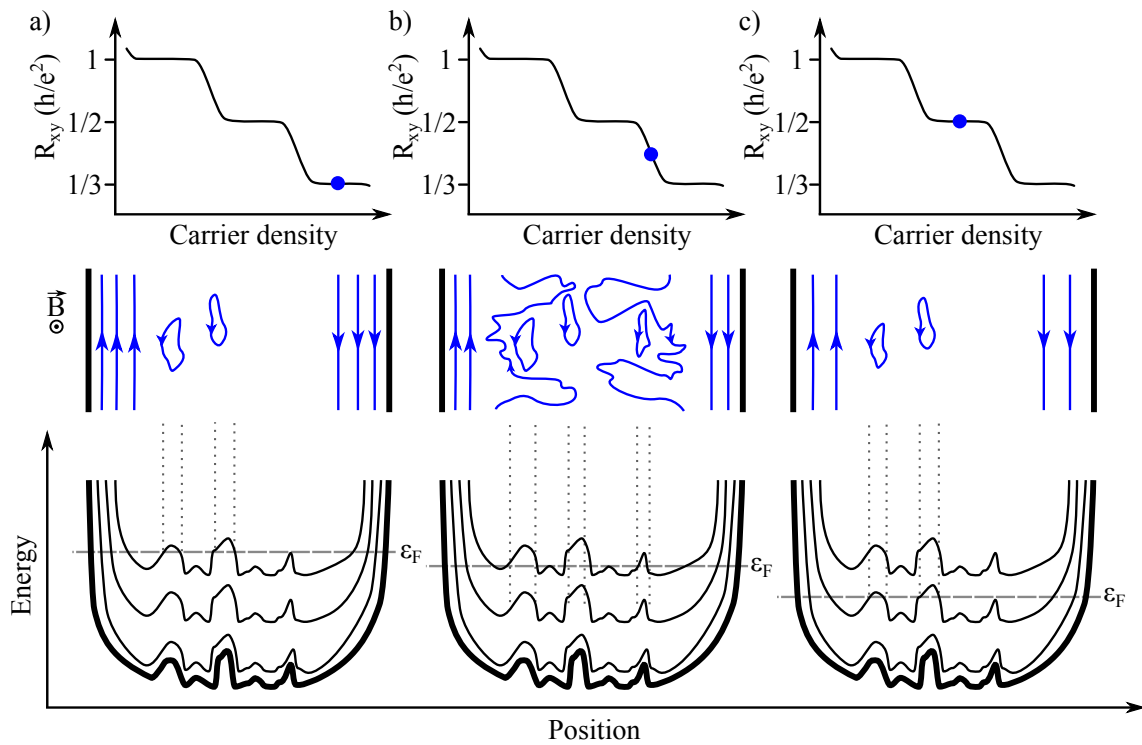 a)
R_xy (h/e²)
1
1/2
1/3
Carrier density
b)
R_xy (h/e²)
1
1/2
1/3
Carrier density
c)
R_xy (h/e²)
1
1/2
1/3
Carrier density
B⃗
Energy
ε_F
ε_F
ε_F
Position